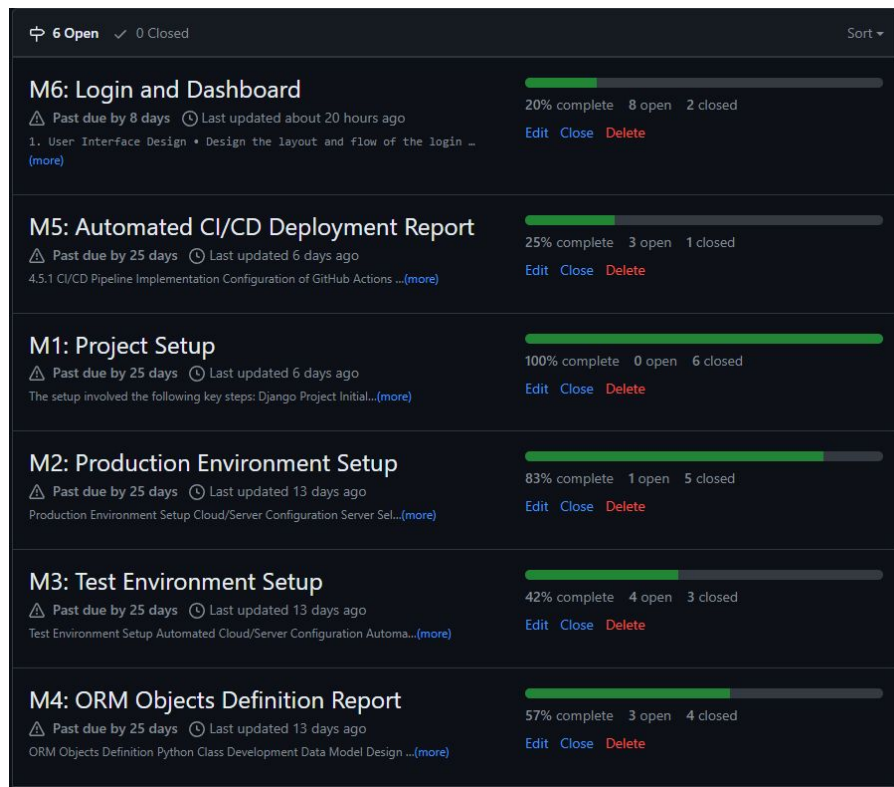 6 Open 0 Closed Sort
M6: Login and Dashboard
Past due by 8 days Last updated about 20 hours ago
1. User Interface Design • Design the layout and flow of the login …
(more)
20% complete 8 open 2 closed
Edit Close Delete
M5: Automated CI/CD Deployment Report
Past due by 25 days Last updated 6 days ago
4.5.1 CI/CD Pipeline Implementation Configuration of GitHub Actions ...(more)
25% complete 3 open 1 closed
Edit Close Delete
M1: Project Setup
Past due by 25 days Last updated 6 days ago
The setup involved the following key steps: Django Project Initial...(more)
100% complete 0 open 6 closed
Edit Close Delete
M2: Production Environment Setup
Past due by 25 days Last updated 13 days ago
Production Environment Setup Cloud/Server Configuration Server Sel...(more)
83% complete 1 open 5 closed
Edit Close Delete
M3: Test Environment Setup
Past due by 25 days Last updated 13 days ago
Test Environment Setup Automated Cloud/Server Configuration Automa...(more)
42% complete 4 open 3 closed
Edit Close Delete
M4: ORM Objects Definition Report
Past due by 25 days Last updated 13 days ago
ORM Objects Definition Python Class Development Data Model Design ...(more)
57% complete 3 open 4 closed
Edit Close Delete